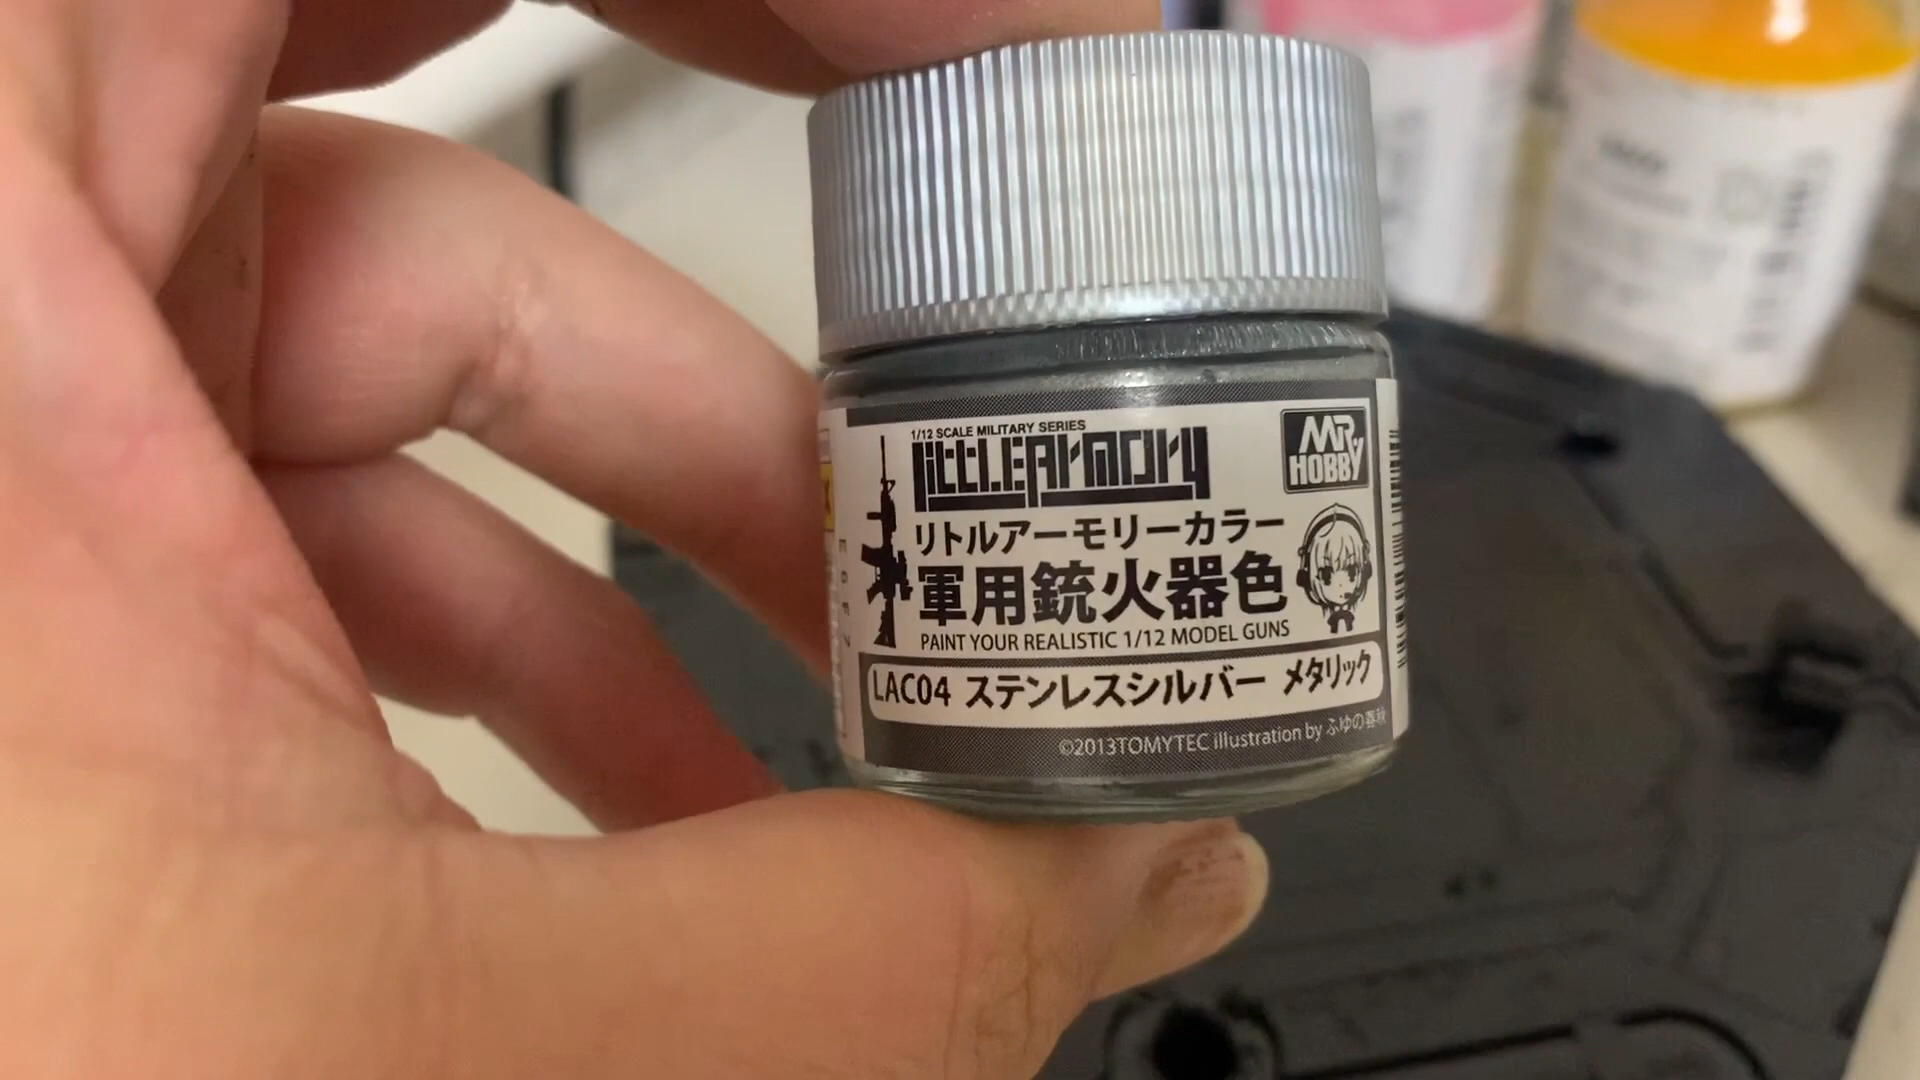 1/12 SCALE MILITARY SERIES
LITTLEARMORY
MR. HOBBY
リトルアーモリーカラー
軍用銃火器色
PAINT YOUR REALISTIC 1/12 MODEL GUNS
LAC04 ステンレスシルバー メタリック
©2013TOMYTEC illustration by ふゆの春秋